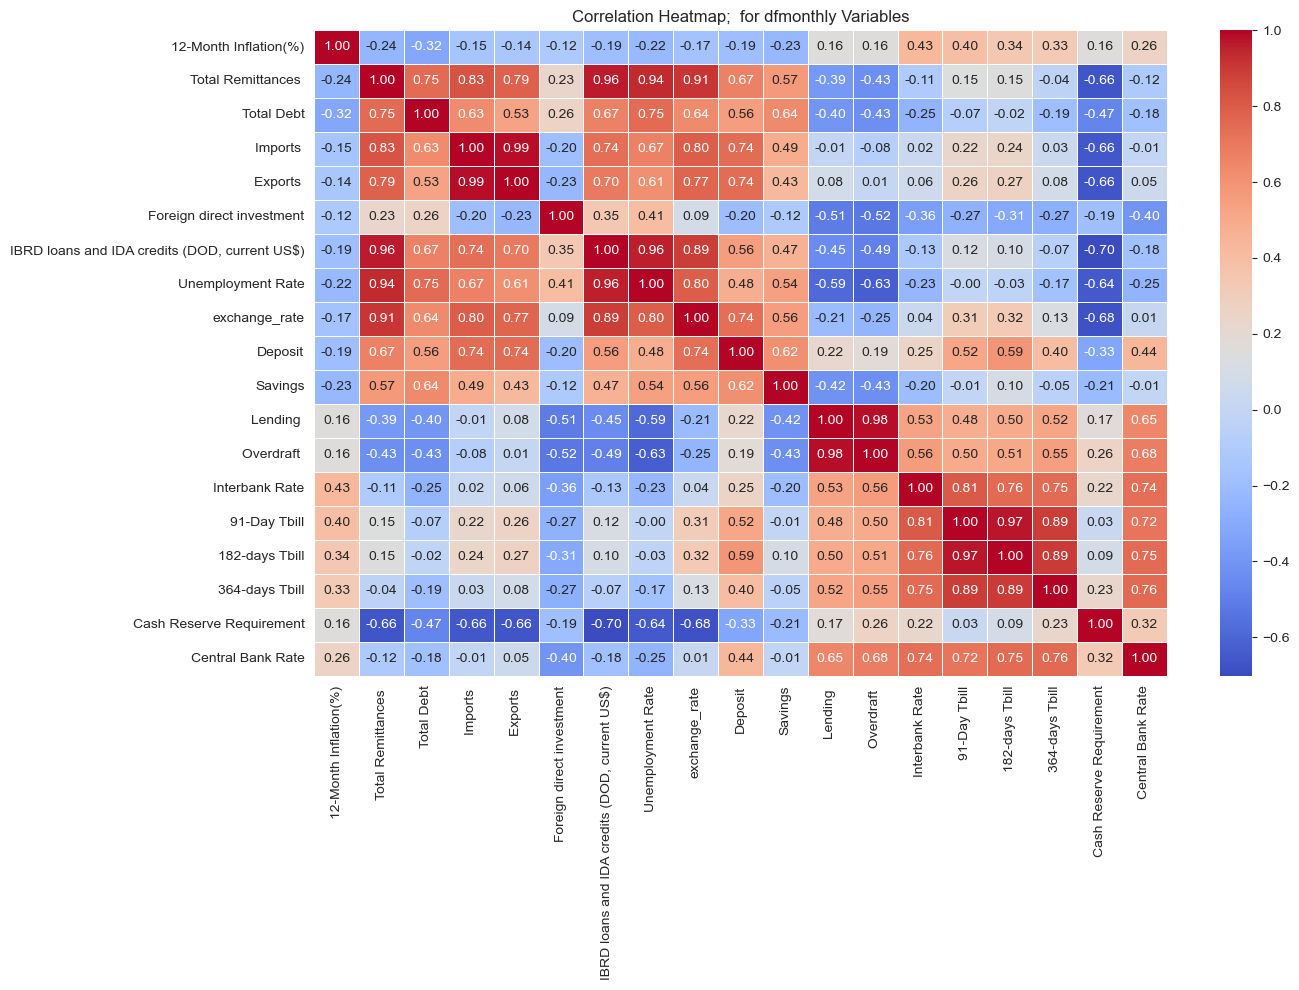 Correlation Heatmap;  for dfmonthly Variables
12-Month Inflation(%) 1.00 -0.24 -0.32 -0.15 -0.14 -0.12 -0.19 -0.22 -0.17 -0.19 -0.23 0.16 0.16 0.43 0.40 0.34 0.33 0.16 0.26
Total Remittances -0.24 1.00 0.75 0.83 0.79 0.23 0.96 0.94 0.91 0.67 0.57 -0.39 -0.43 -0.11 0.15 0.15 -0.04 -0.66 -0.12
Total Debt -0.32 0.75 1.00 0.63 0.53 0.26 0.67 0.75 0.64 0.56 0.64 -0.40 -0.43 -0.25 -0.07 -0.02 -0.19 -0.47 -0.18
Imports -0.15 0.83 0.63 1.00 0.99 -0.20 0.74 0.67 0.80 0.74 0.49 -0.01 -0.08 0.02 0.22 0.24 0.03 -0.66 -0.01
Exports -0.14 0.79 0.53 0.99 1.00 -0.23 0.70 0.61 0.77 0.74 0.43 0.08 0.01 0.06 0.26 0.27 0.08 -0.66 0.05
Foreign direct investment -0.12 0.23 0.26 -0.20 -0.23 1.00 0.35 0.41 0.09 -0.20 -0.12 -0.51 -0.52 -0.36 -0.27 -0.31 -0.27 -0.19 -0.40
IBRD loans and IDA credits (DOD, current US$) -0.19 0.96 0.67 0.74 0.70 0.35 1.00 0.96 0.89 0.56 0.47 -0.45 -0.49 -0.13 0.12 0.10 -0.07 -0.70 -0.18
Unemployment Rate -0.22 0.94 0.75 0.67 0.61 0.41 0.96 1.00 0.80 0.48 0.54 -0.59 -0.63 -0.23 -0.00 -0.03 -0.17 -0.64 -0.25
exchange_rate -0.17 0.91 0.64 0.80 0.77 0.09 0.89 0.80 1.00 0.74 0.56 -0.21 -0.25 0.04 0.31 0.32 0.13 -0.68 0.01
Deposit -0.19 0.67 0.56 0.74 0.74 -0.20 0.56 0.48 0.74 1.00 0.62 0.22 0.19 0.25 0.52 0.59 0.40 -0.33 0.44
Savings -0.23 0.57 0.64 0.49 0.43 -0.12 0.47 0.54 0.56 0.62 1.00 -0.42 -0.43 -0.20 -0.01 0.10 -0.05 -0.21 -0.01
Lending 0.16 -0.39 -0.40 -0.01 0.08 -0.51 -0.45 -0.59 -0.21 0.22 -0.42 1.00 0.98 0.53 0.48 0.50 0.52 0.17 0.65
Overdraft 0.16 -0.43 -0.43 -0.08 0.01 -0.52 -0.49 -0.63 -0.25 0.19 -0.43 0.98 1.00 0.56 0.50 0.51 0.55 0.26 0.68
Interbank Rate 0.43 -0.11 -0.25 0.02 0.06 -0.36 -0.13 -0.23 0.04 0.25 -0.20 0.53 0.56 1.00 0.81 0.76 0.75 0.22 0.74
91-Day Tbill 0.40 0.15 -0.07 0.22 0.26 -0.27 0.12 -0.00 0.31 0.52 -0.01 0.48 0.50 0.81 1.00 0.97 0.89 0.03 0.72
182-days Tbill 0.34 0.15 -0.02 0.24 0.27 -0.31 0.10 -0.03 0.32 0.59 0.10 0.50 0.51 0.76 0.97 1.00 0.89 0.09 0.75
364-days Tbill 0.33 -0.04 -0.19 0.03 0.08 -0.27 -0.07 -0.17 0.13 0.40 -0.05 0.52 0.55 0.75 0.89 0.89 1.00 0.23 0.76
Cash Reserve Requirement 0.16 -0.66 -0.47 -0.66 -0.66 -0.19 -0.70 -0.64 -0.68 -0.33 -0.21 0.17 0.26 0.22 0.03 0.09 0.23 1.00 0.32
Central Bank Rate 0.26 -0.12 -0.18 -0.01 0.05 -0.40 -0.18 -0.25 0.01 0.44 -0.01 0.65 0.68 0.74 0.72 0.75 0.76 0.32 1.00
12-Month Inflation(%)
Total Remittances
Total Debt
Imports
Exports
Foreign direct investment
IBRD loans and IDA credits (DOD, current US$)
Unemployment Rate
exchange_rate
Deposit
Savings
Lending
Overdraft
Interbank Rate
91-Day Tbill
182-days Tbill
364-days Tbill
Cash Reserve Requirement
Central Bank Rate
1.0
0.8
0.6
0.4
0.2
0.0
−0.2
−0.4
−0.6